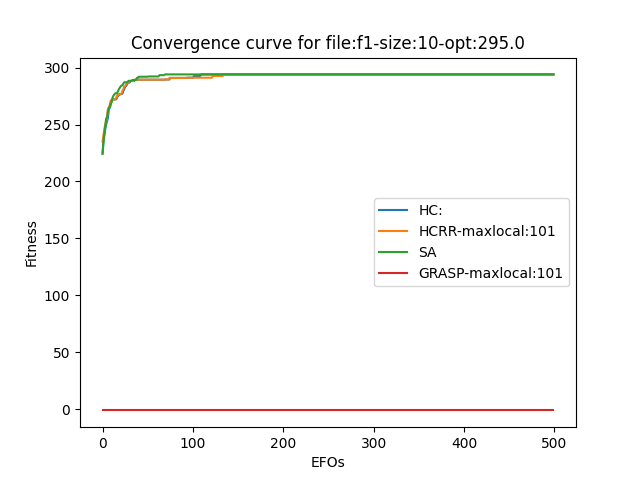 Convergence curve for file:f1-size:10-opt:295.0
Fitness
300
250
200
150
100
50
0
HC:
HCRR-maxlocal:101
SA
GRASP-maxlocal:101
0 100 200 300 400 500
EFOs